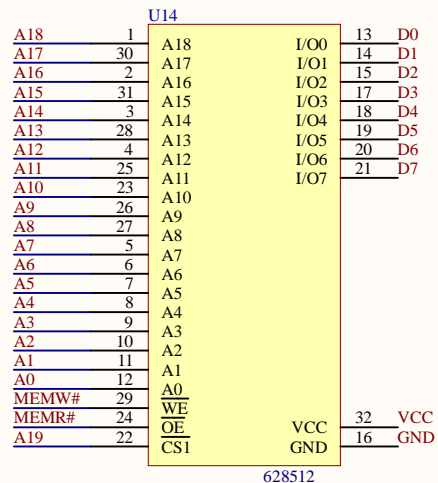 U14
A18 1 A18 I/O0 13 D0
A17 30 A17 I/O1 14 D1
A16 2 A16 I/O2 15 D2
A15 31 A15 I/O3 17 D3
A14 3 A14 I/O4 18 D4
A13 28 A13 I/O5 19 D5
A12 4 A12 I/O6 20 D6
A11 25 A11 I/O7 21 D7
A10 23 A10
A9 26 A9
A8 27 A8
A7 5 A7
A6 6 A6
A5 7 A5
A4 8 A4
A3 9 A3
A2 10 A2
A1 11 A1
A0 12 A0
MEMW# 29 WE
MEMR# 24 OE VCC 32 VCC
A19 22 CS1 GND 16 GND
628512